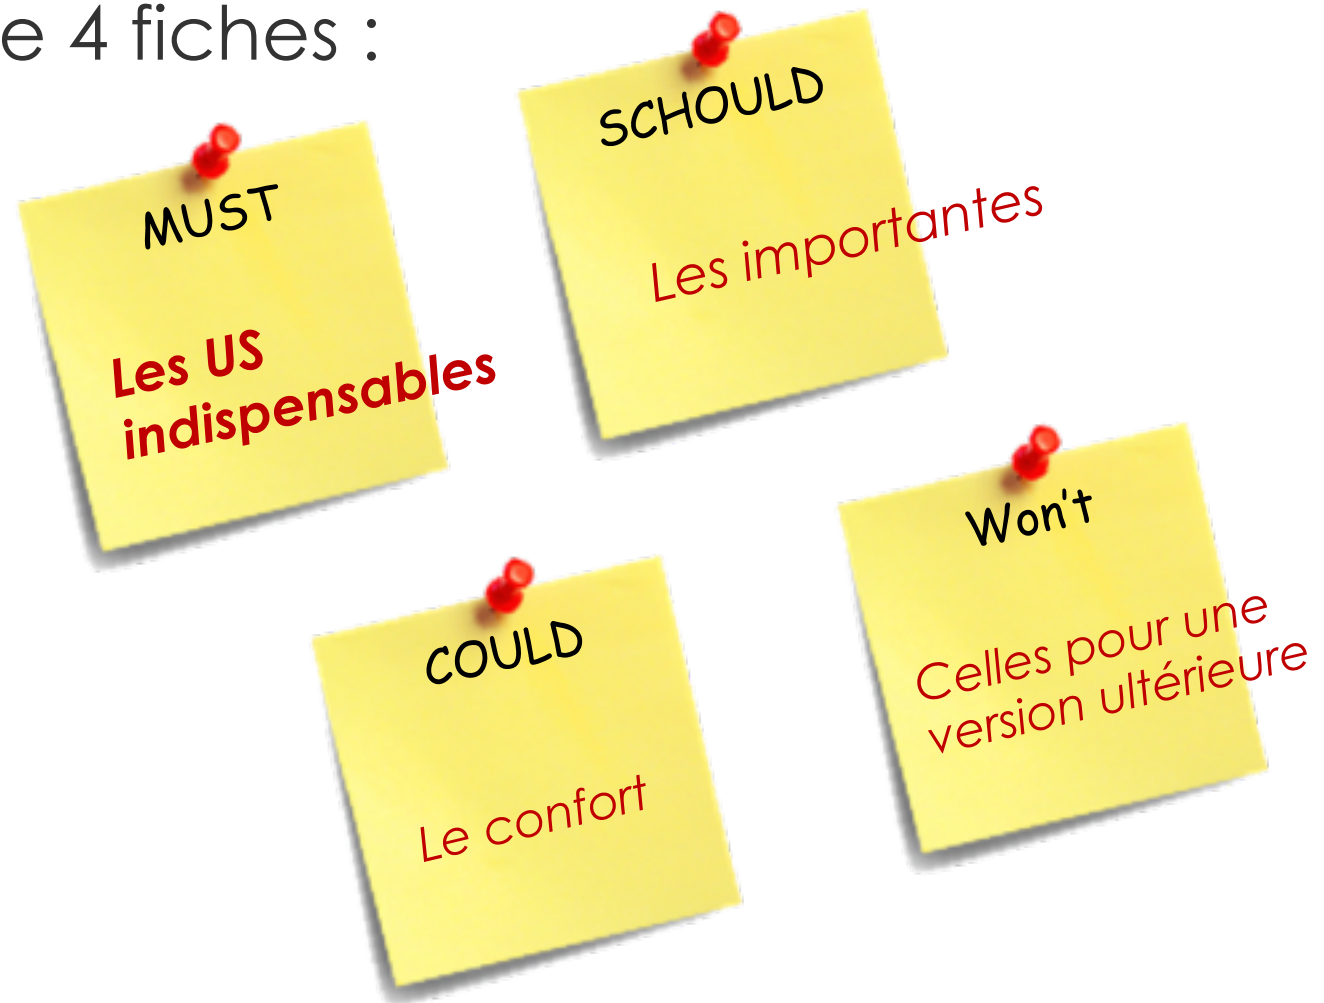 e 4 fiches :
MUST
Les US
indispensables
SCHOULD
Les importantes
COULD
Le confort
Won't
Celles pour une
version ultérieure